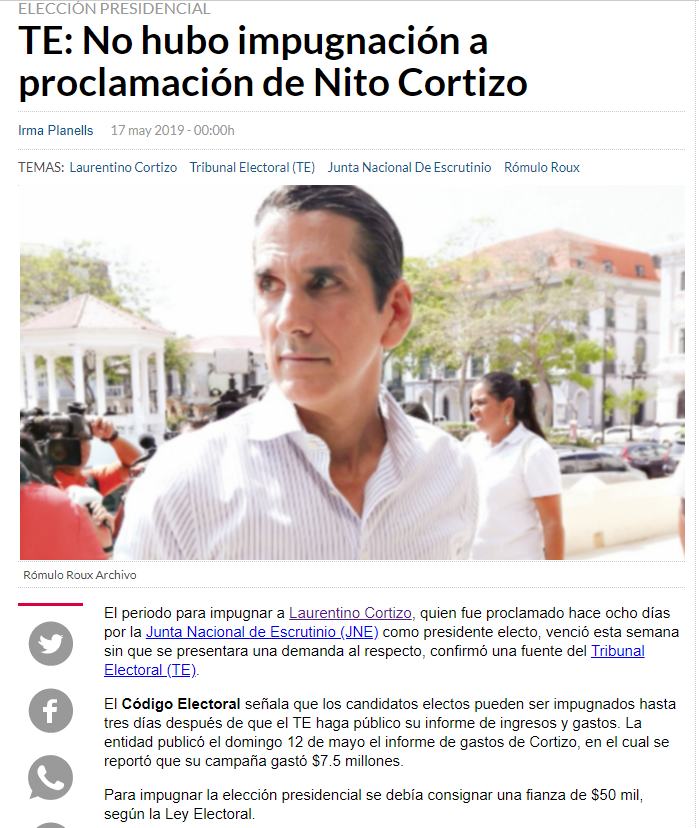 ELECCIÓN PRESIDENCIAL
TE: No hubo impugnación a
proclamación de Nito Cortizo
Irma Planells 17 may 2019 - 00:00h
TEMAS: Laurentino Cortizo Tribunal Electoral (TE) Junta Nacional De Escrutinio Rómulo Roux
Rómulo Roux Archivo
El periodo para impugnar a Laurentino Cortizo, quien fue proclamado hace ocho días
por la Junta Nacional de Escrutinio (JNE) como presidente electo, venció esta semana
sin que se presentara una demanda al respecto, confirmó una fuente del Tribunal
Electoral (TE).
El Código Electoral señala que los candidatos electos pueden ser impugnados hasta
tres días después de que el TE haga público su informe de ingresos y gastos. La
entidad publicó el domingo 12 de mayo el informe de gastos de Cortizo, en el cual se
reportó que su campaña gastó $7.5 millones.
Para impugnar la elección presidencial se debía consignar una fianza de $50 mil,
según la Ley Electoral.